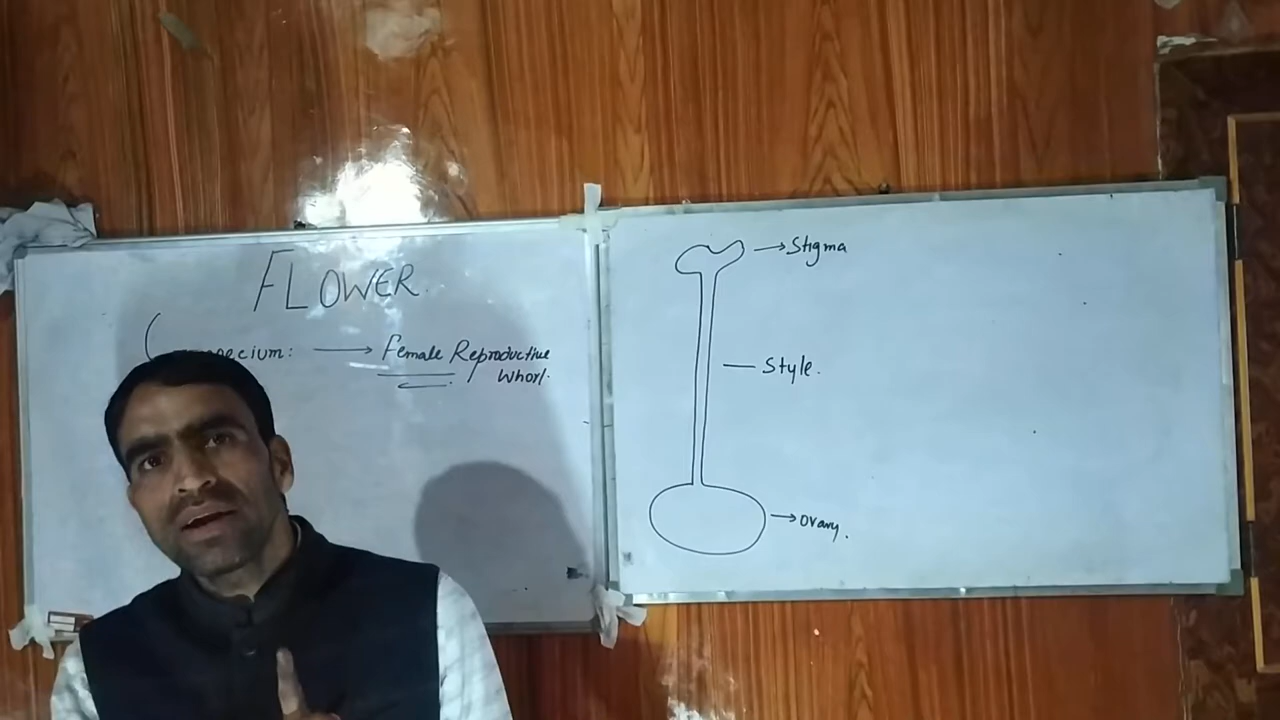 FLOWER.
→ Female Reproductive
Whorl.
→ Stigma
— Style.
→ ovary.